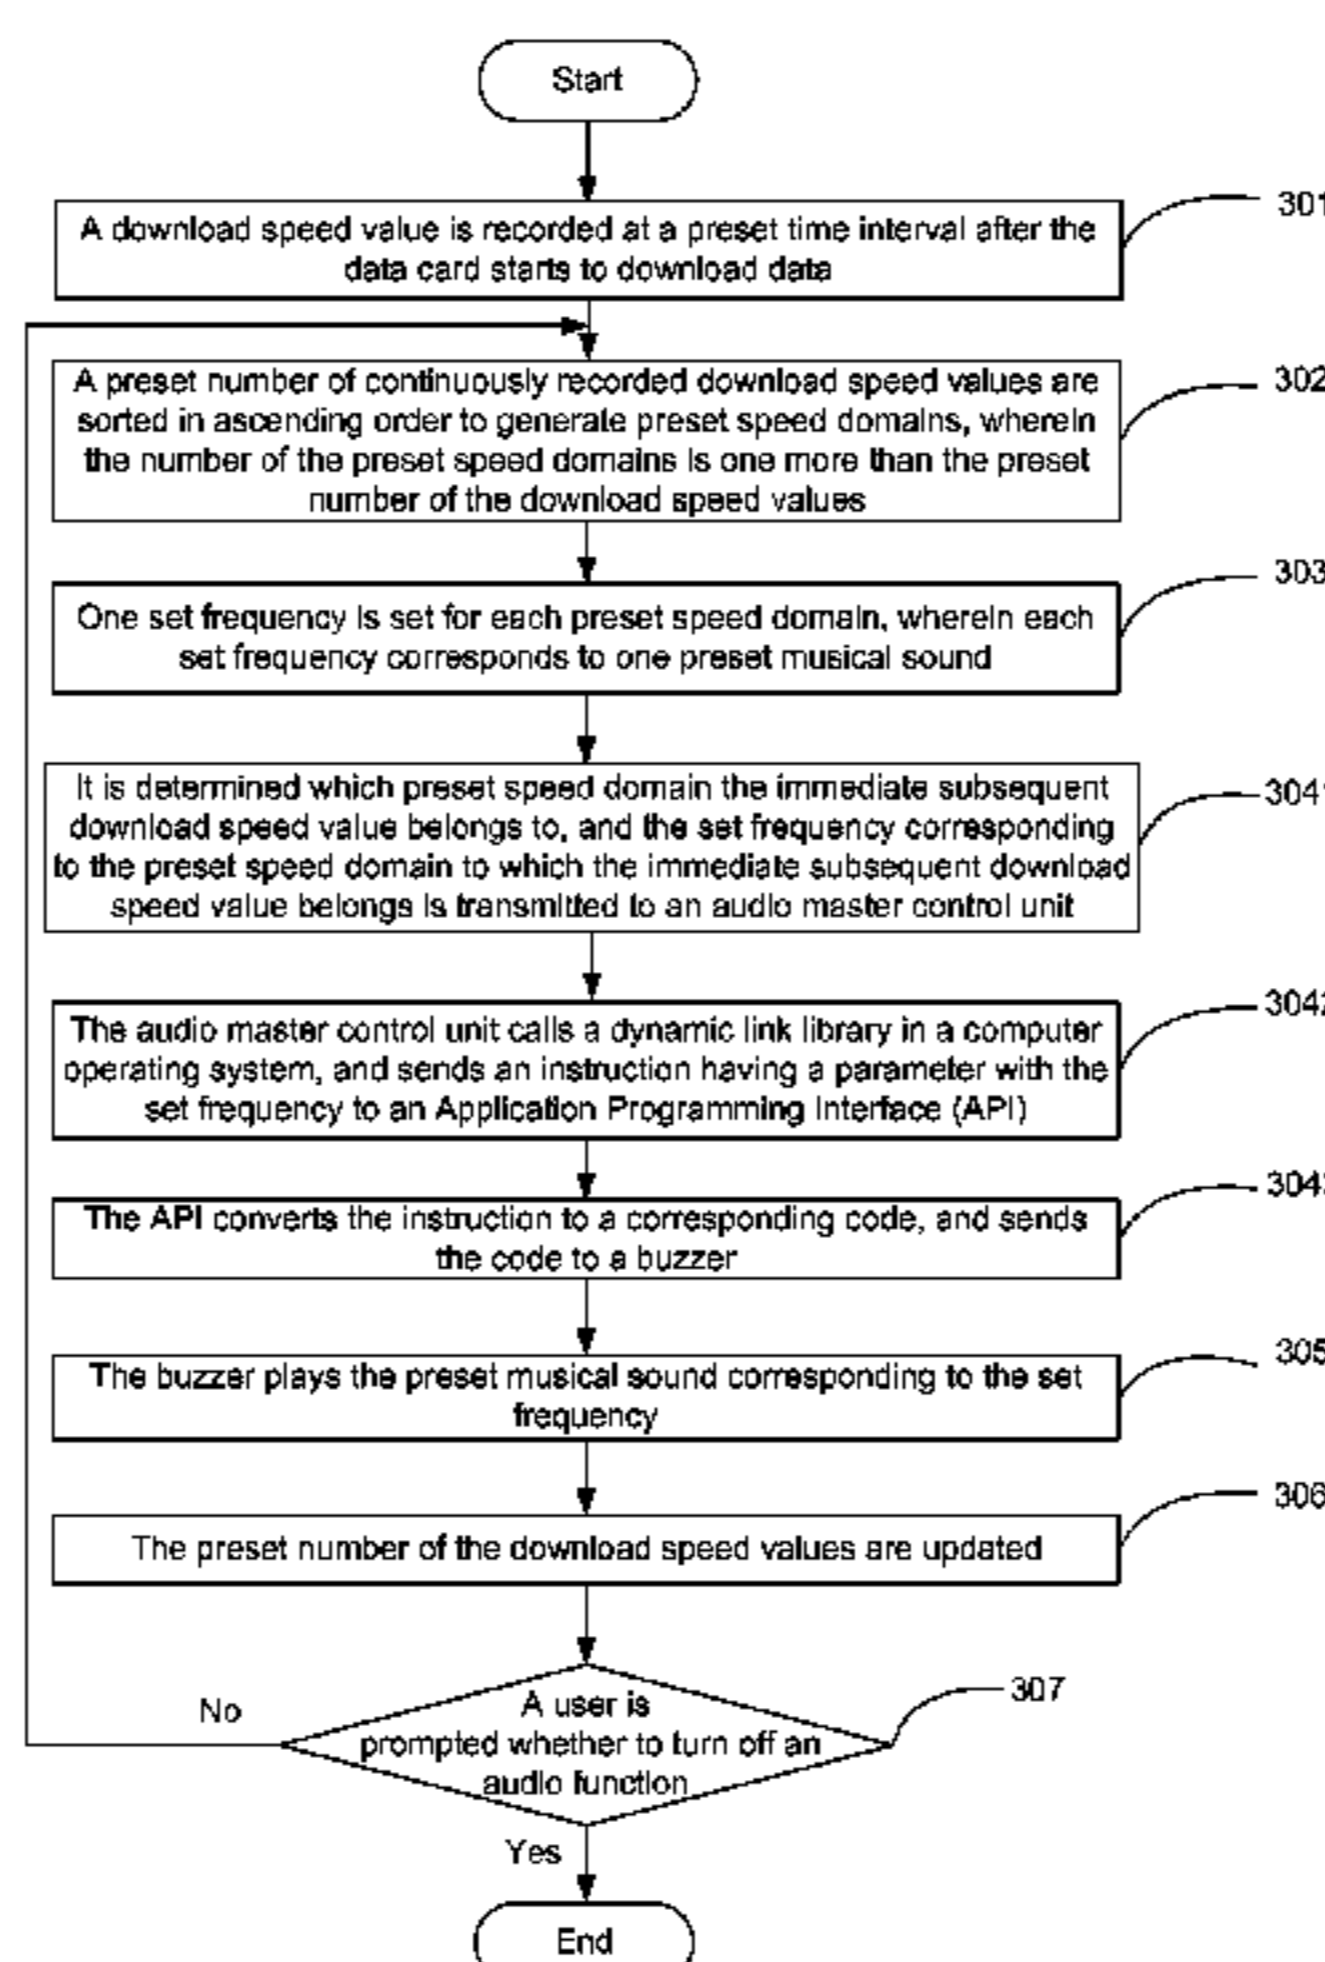 Start
A download speed value is recorded at a preset time interval after the
data card starts to download data
301
A preset number of continuously recorded download speed values are
sorted in ascending order to generate preset speed domains, wherein
the number of the preset speed domains is one more than the preset
number of the download speed values
302
One set frequency is set for each preset speed domain, wherein each
set frequency corresponds to one preset musical sound
303
It is determined which preset speed domain the immediate subsequent
download speed value belongs to, and the set frequency corresponding
to the preset speed domain to which the immediate subsequent download
speed value belongs is transmitted to an audio master control unit
3041
The audio master control unit calls a dynamic link library in a computer
operating system, and sends an instruction having a parameter with the
set frequency to an Application Programming Interface (API)
3042
The API converts the instruction to a corresponding code, and sends
the code to a buzzer
3043
The buzzer plays the preset musical sound corresponding to the set
frequency
305
The preset number of the download speed values are updated
306
A user is
prompted whether to turn off an
audio function
307
No
Yes
End